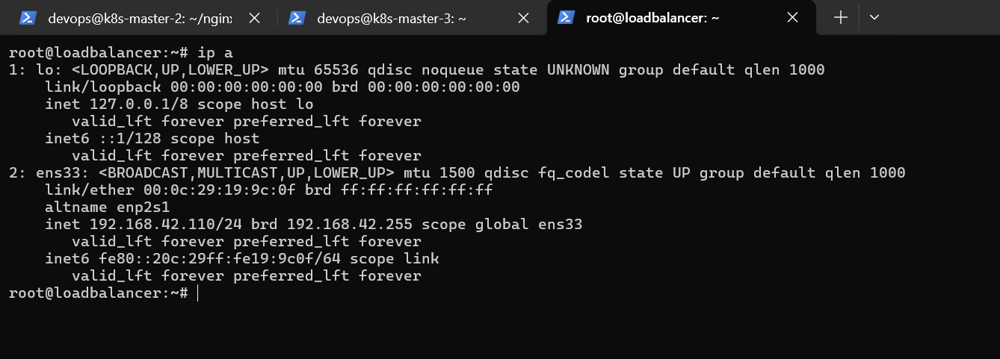 devops@k8s-master-2: ~/nginx
devops@k8s-master-3: ~
root@loadbalancer: ~
root@loadbalancer:~# ip a
1: lo: <LOOPBACK,UP,LOWER_UP> mtu 65536 qdisc noqueue state UNKNOWN group default qlen 1000
    link/loopback 00:00:00:00:00:00 brd 00:00:00:00:00:00
    inet 127.0.0.1/8 scope host lo
       valid_lft forever preferred_lft forever
    inet6 ::1/128 scope host
       valid_lft forever preferred_lft forever
2: ens33: <BROADCAST,MULTICAST,UP,LOWER_UP> mtu 1500 qdisc fq_codel state UP group default qlen 1000
    link/ether 00:0c:29:19:9c:0f brd ff:ff:ff:ff:ff:ff
    altname enp2s1
    inet 192.168.42.110/24 brd 192.168.42.255 scope global ens33
       valid_lft forever preferred_lft forever
    inet6 fe80::20c:29ff:fe19:9c0f/64 scope link
       valid_lft forever preferred_lft forever
root@loadbalancer:~#